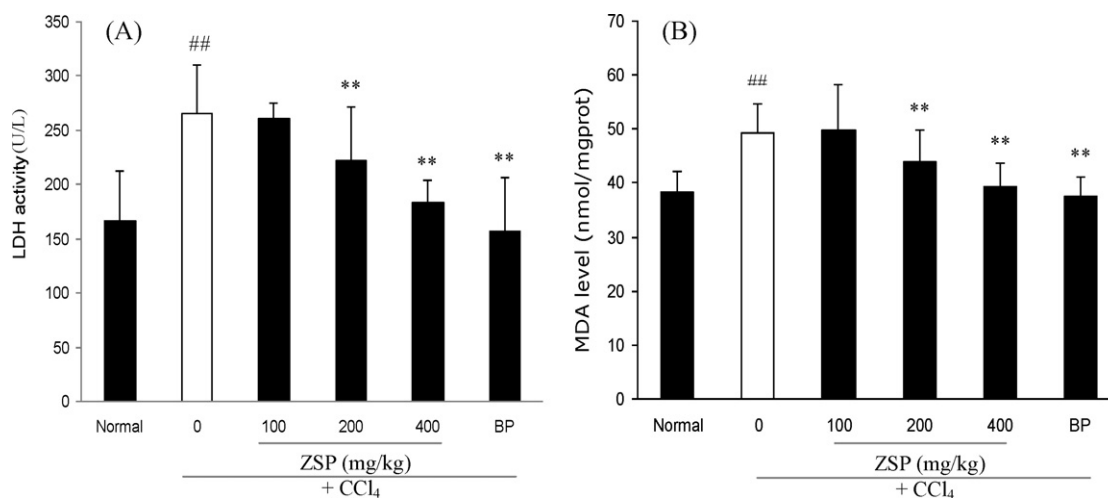 (A)
LDH activity(U/L)
350
300
250
200
150
100
50
0
##
**
**
**
Normal 0 100 200 400 BP
ZSP (mg/kg)
+ CCl₄
(B)
MDA level (nmol/mgprot)
70
60
50
40
30
20
10
0
##
**
**
**
Normal 0 100 200 400 BP
ZSP (mg/kg)
+ CCl₄